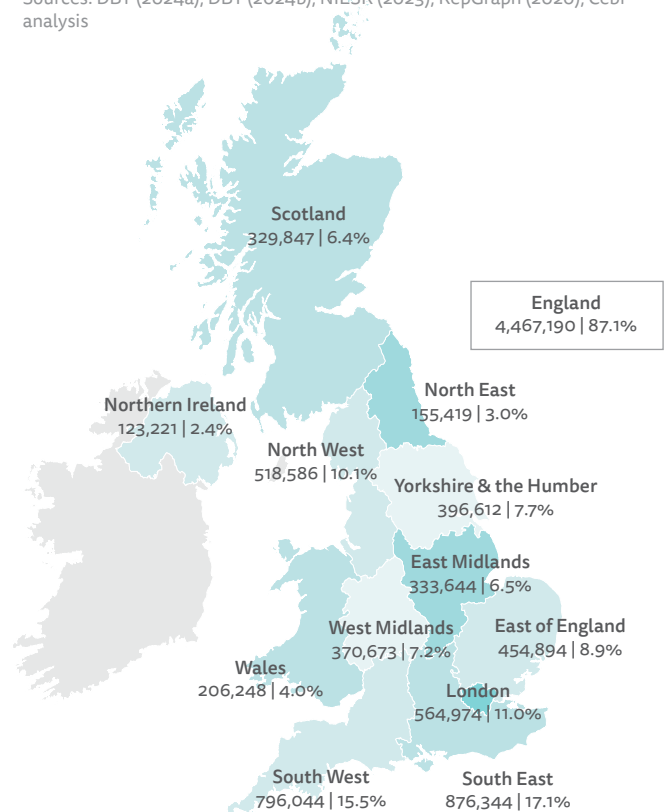 analysis
Scotland
329,847 | 6.4%
England
4,467,190 | 87.1%
North East
155,419 | 3.0%
Northern Ireland
123,221 | 2.4%
North West
518,586 | 10.1%
Yorkshire & the Humber
396,612 | 7.7%
East Midlands
333,644 | 6.5%
West Midlands
370,673 | 7.2%
East of England
454,894 | 8.9%
Wales
206,248 | 4.0%
London
564,974 | 11.0%
South West
796,044 | 15.5%
South East
876,344 | 17.1%